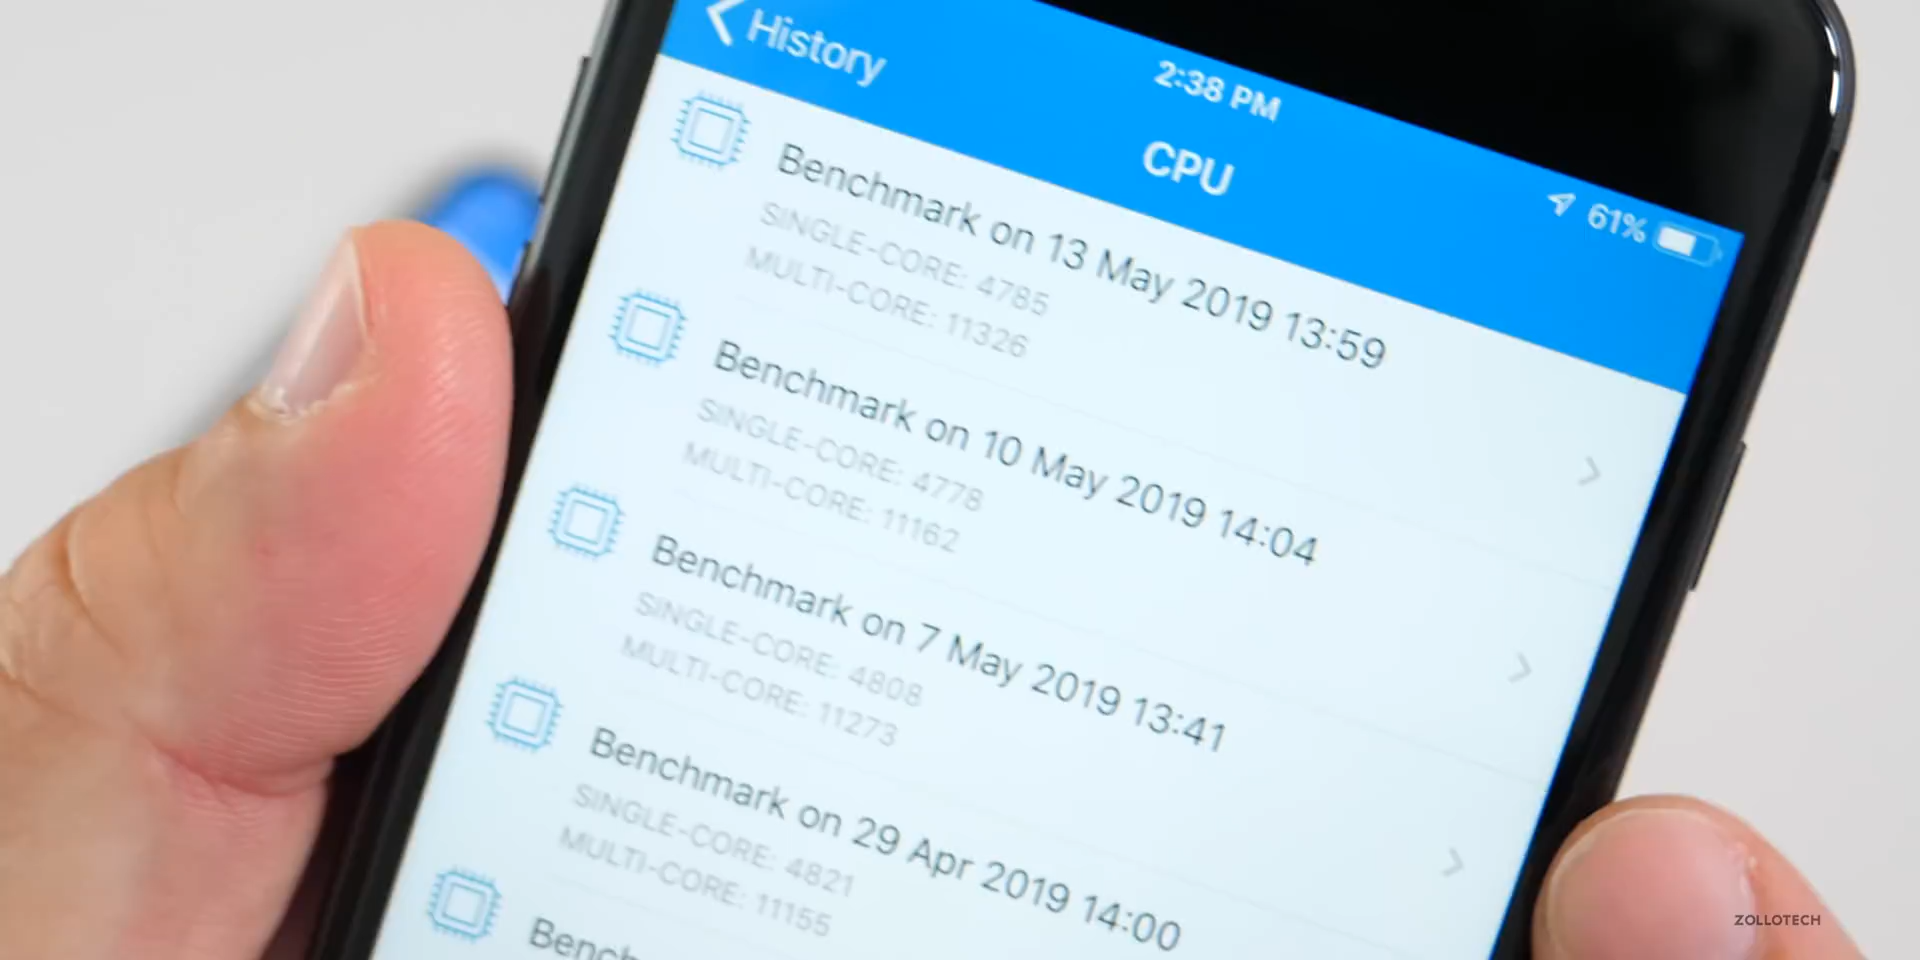 History
2:38 PM
61%
CPU
Benchmark on 13 May 2019 13:59
SINGLE-CORE: 4785
MULTI-CORE: 11326
Benchmark on 10 May 2019 14:04
SINGLE-CORE: 4778
MULTI-CORE: 11162
Benchmark on 7 May 2019 13:41
SINGLE-CORE: 4808
MULTI-CORE: 11273
Benchmark on 29 Apr 2019 14:00
SINGLE-CORE: 4821
MULTI-CORE: 11155
Bench
ZOLLOTECH